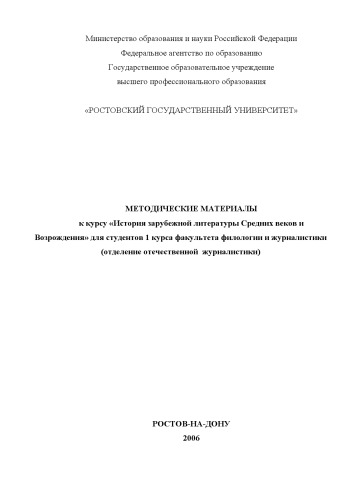 Министерство образования и науки Российской Федерации
Федеральное агентство по образованию
Государственное образовательное учреждение
высшего профессионального образования
«РОСТОВСКИЙ ГОСУДАРСТВЕННЫЙ УНИВЕРСИТЕТ»
МЕТОДИЧЕСКИЕ МАТЕРИАЛЫ
к курсу «История зарубежной литературы Средних веков и
Возрождения» для студентов 1 курса факультета филологии и журналистики
(отделение отечественной журналистики)
РОСТОВ-НА-ДОНУ
2006